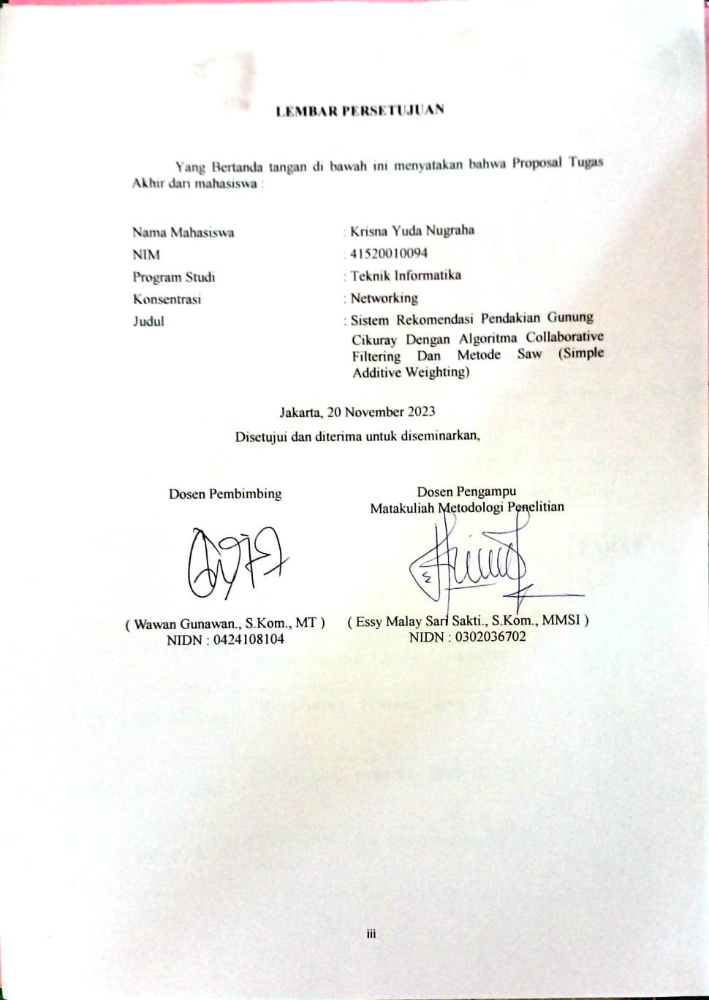 LEMBAR PERSETUJUAN
Yang Bertanda tangan di bawah ini menyatakan bahwa Proposal Tugas
Akhir dari mahasiswa :
Nama Mahasiswa : Krisna Yuda Nugraha
NIM : 41520010094
Program Studi : Teknik Informatika
Konsentrasi : Networking
Judul : Sistem Rekomendasi Pendakian Gunung
Cikuray Dengan Algoritma Collaborative
Filtering Dan Metode Saw (Simple
Additive Weighting)
Jakarta, 20 November 2023
Disetujui dan diterima untuk diseminarkan,
Dosen Pembimbing
Dosen Pengampu
Matakuliah Metodologi Penelitian
( Wawan Gunawan., S.Kom., MT )
NIDN : 0424108104
( Essy Malay Sari Sakti., S.Kom., MMSI )
NIDN : 0302036702
iii